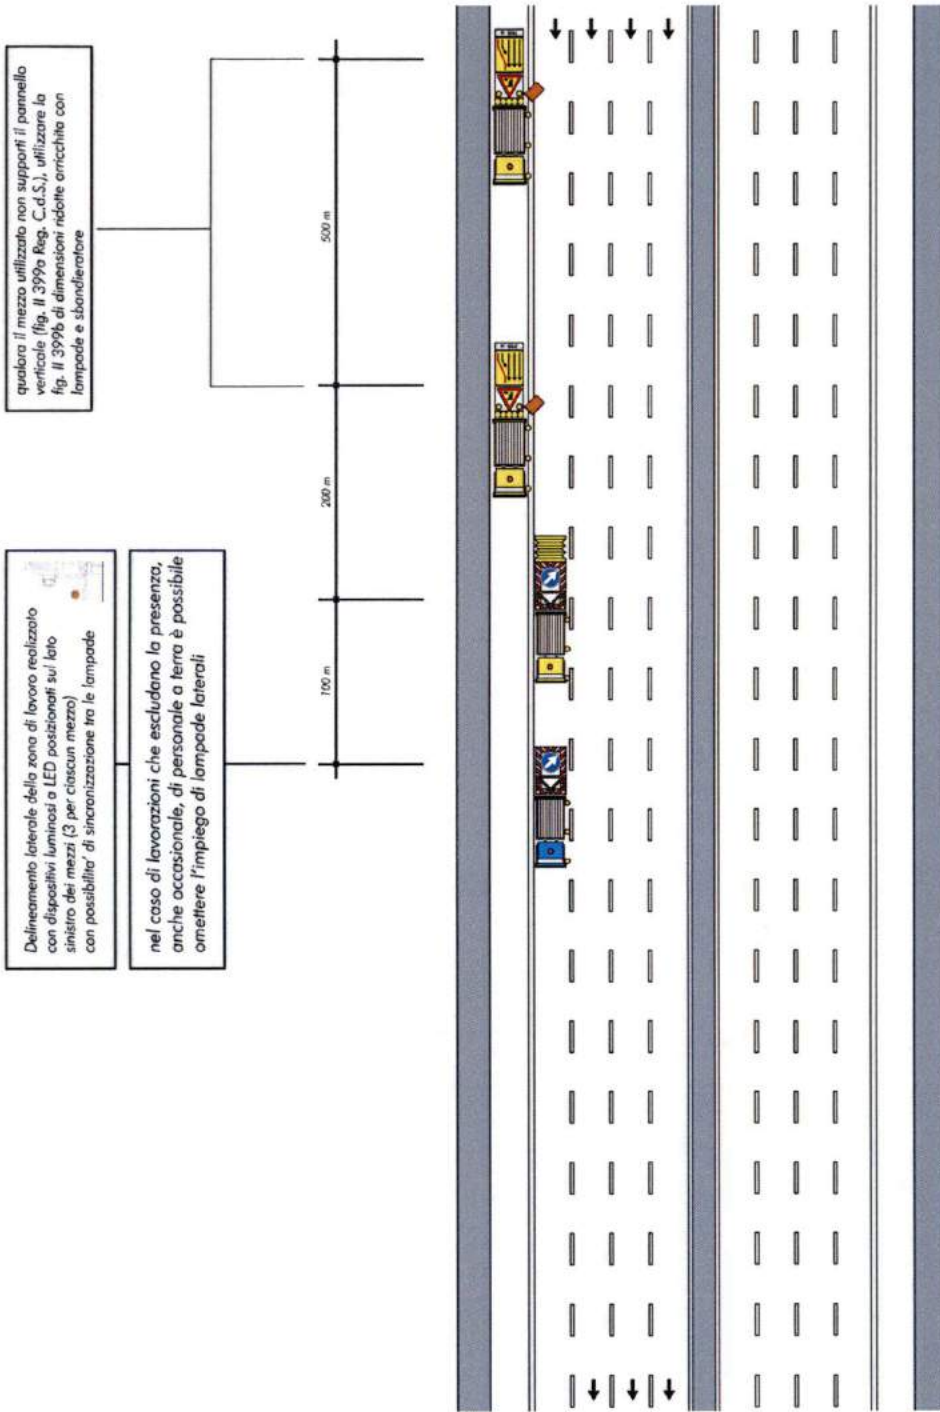 qualora il mezzo utilizzato non supporti il pannello
verticale (fig. II 399a Reg. C.d.S.), utilizzare la
fig. II 399b di dimensioni ridotte arricchita con
lampade e sbandieratore
Delineamento laterale della zona di lavoro realizzato
con dispositivi luminosi a LED posizionati sul lato
sinistro dei mezzi (3 per ciascun mezzo)
con possibilita' di sincronizzazione tra le lampade
nel caso di lavorazioni che escludano la presenza,
anche occasionale, di personale a terra è possibile
omettere l'impiego di lampade laterali
500 m
200 m
100 m